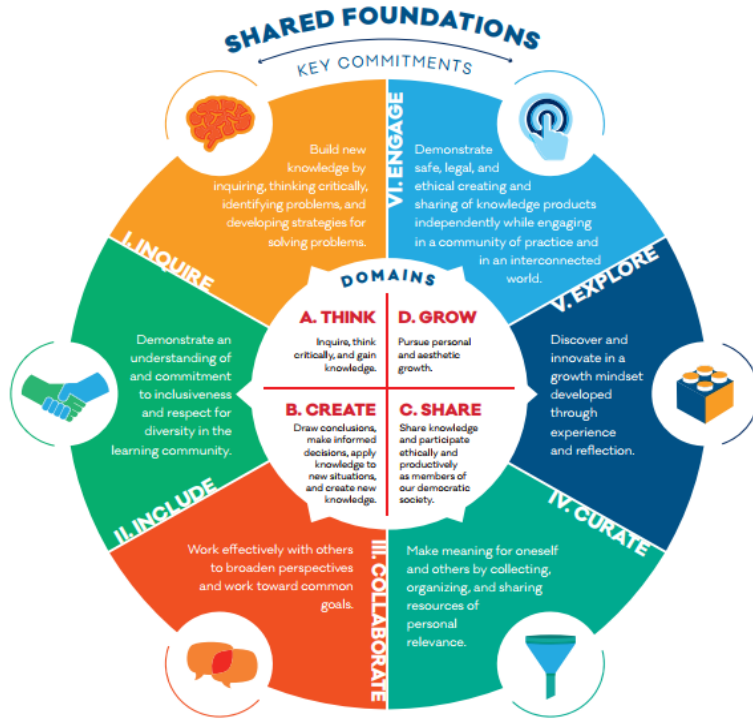 SHARED FOUNDATIONS
KEY COMMITMENTS
I. INQUIRE
Build new
knowledge by
inquiring, thinking critically,
identifying problems, and
developing strategies for
solving problems.
II. INCLUDE
Demonstrate an
understanding of
and commitment
to inclusiveness
and respect for
diversity in the
learning community.
III. COLLABORATE
Work effectively with others
to broaden perspectives
and work toward common
goals.
IV. CURATE
Make meaning for oneself
and others by collecting,
organizing, and sharing
resources of
personal
relevance.
V. EXPLORE
Discover and
innovate in a
growth mindset
developed
through
experience
and reflection.
VI. ENGAGE
Demonstrate
safe, legal, and
ethical creating and
sharing of knowledge products
independently while engaging
in a community of practice and
in an interconnected
world.
DOMAINS
A. THINK
Inquire, think
critically, and gain
knowledge.
B. CREATE
Draw conclusions,
make informed
decisions, apply
knowledge to
new situations,
and create new
knowledge.
C. SHARE
Share knowledge
and participate
ethically and
productively
as members of
our democratic
society.
D. GROW
Pursue personal
and aesthetic
growth.